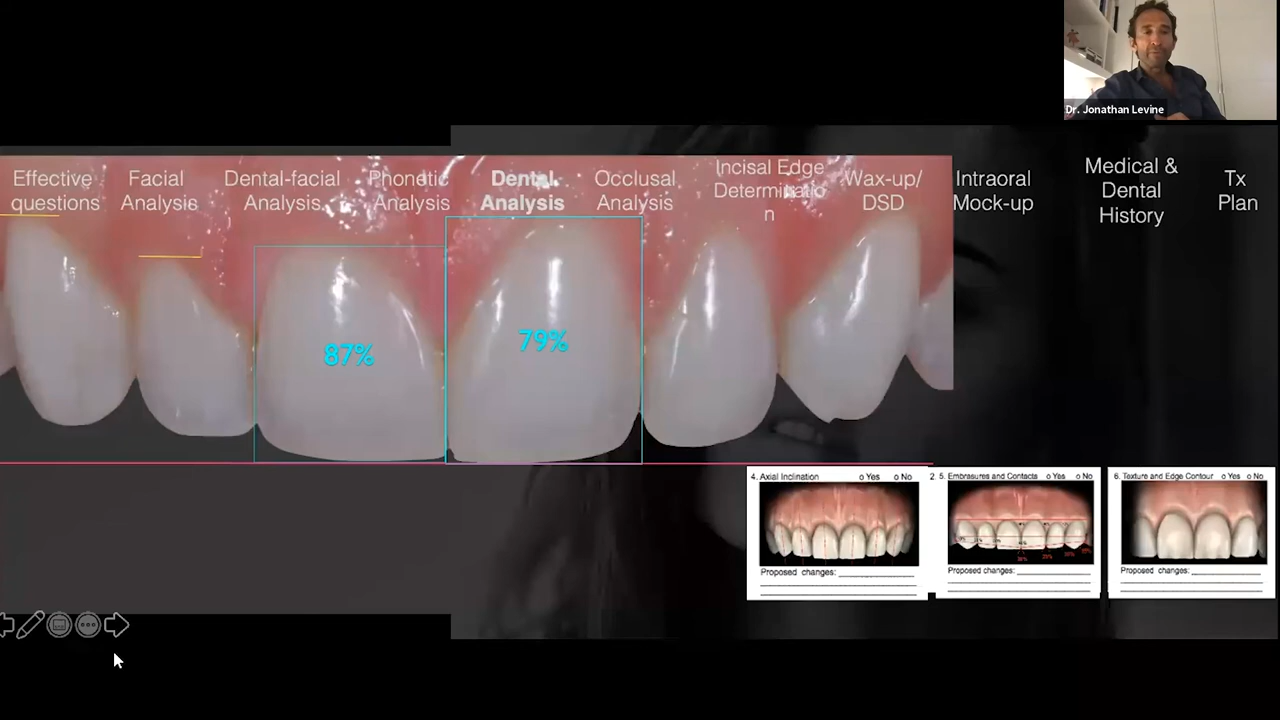 Dr. Jonathan Levine
Effective
questions
Facial
Analysis
Dental-facial
Analysis
Phonetic
Analysis
Dental
Analysis
Occlusal
Analysis
Incisal Edge
Determinatio
n
Wax-up/
DSD
Intraoral
Mock-up
Medical &
Dental
History
Tx
Plan
87%
79%
4. Axial Inclination o Yes o No
Proposed changes:
2. 5. Embrasures and Contacts o Yes o No
Proposed changes:
6. Texture and Edge Contour o Yes o No
Proposed changes: